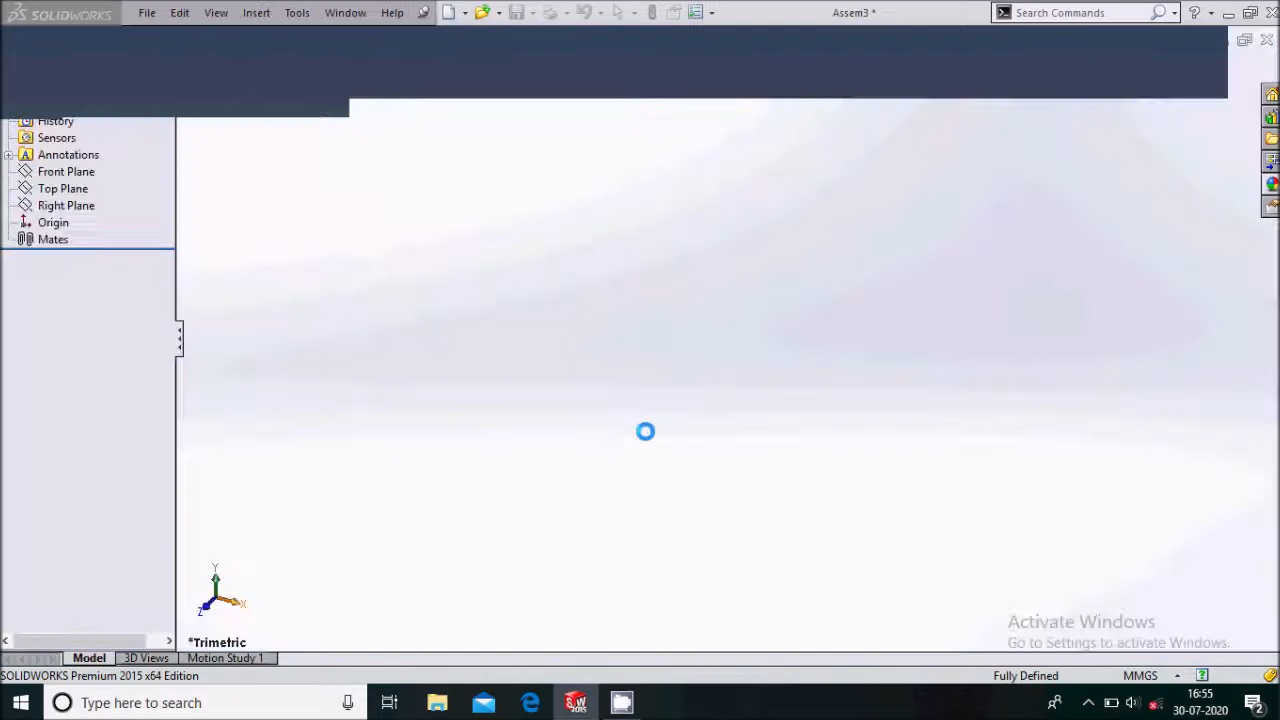 SOLIDWORKS File Edit View Insert Tools Window Help Assem3 * Search Commands
History
Sensors
Annotations
Front Plane
Top Plane
Right Plane
Origin
Mates
Y
Z X
*Trimetric
Activate Windows
Go to Settings to activate Windows.
Model 3D Views Motion Study 1
SOLIDWORKS Premium 2015 x64 Edition Fully Defined MMGS
Type here to search 16:55
30-07-2020 2